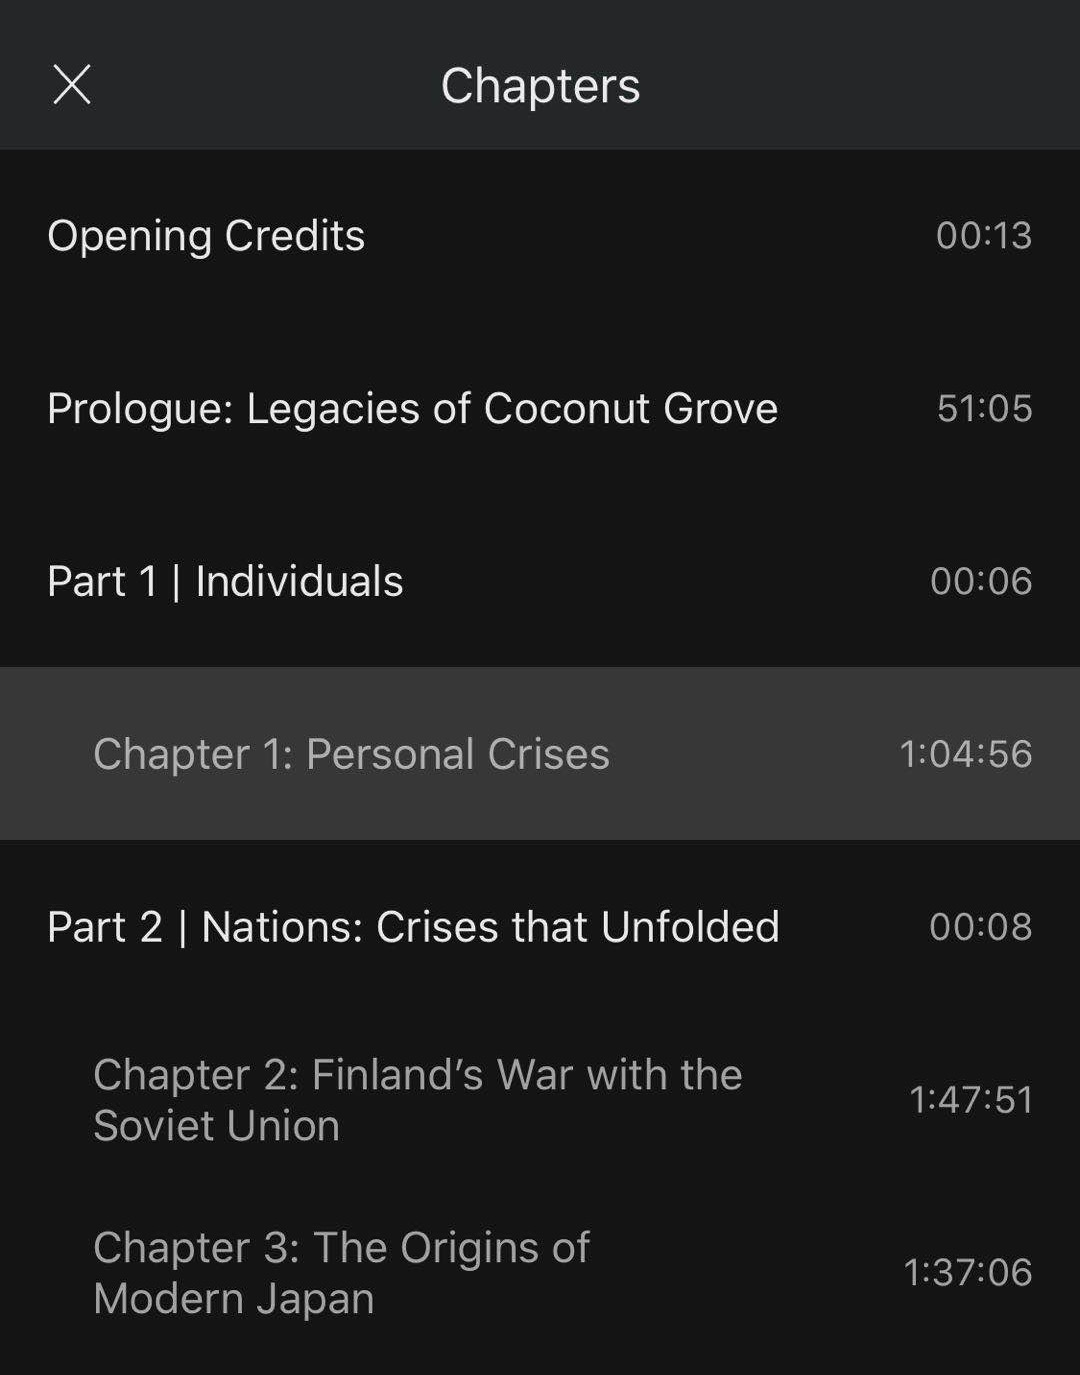 Chapters
Opening Credits 00:13
Prologue: Legacies of Coconut Grove 51:05
Part 1 | Individuals 00:06
Chapter 1: Personal Crises 1:04:56
Part 2 | Nations: Crises that Unfolded 00:08
Chapter 2: Finland’s War with the
Soviet Union 1:47:51
Chapter 3: The Origins of
Modern Japan 1:37:06